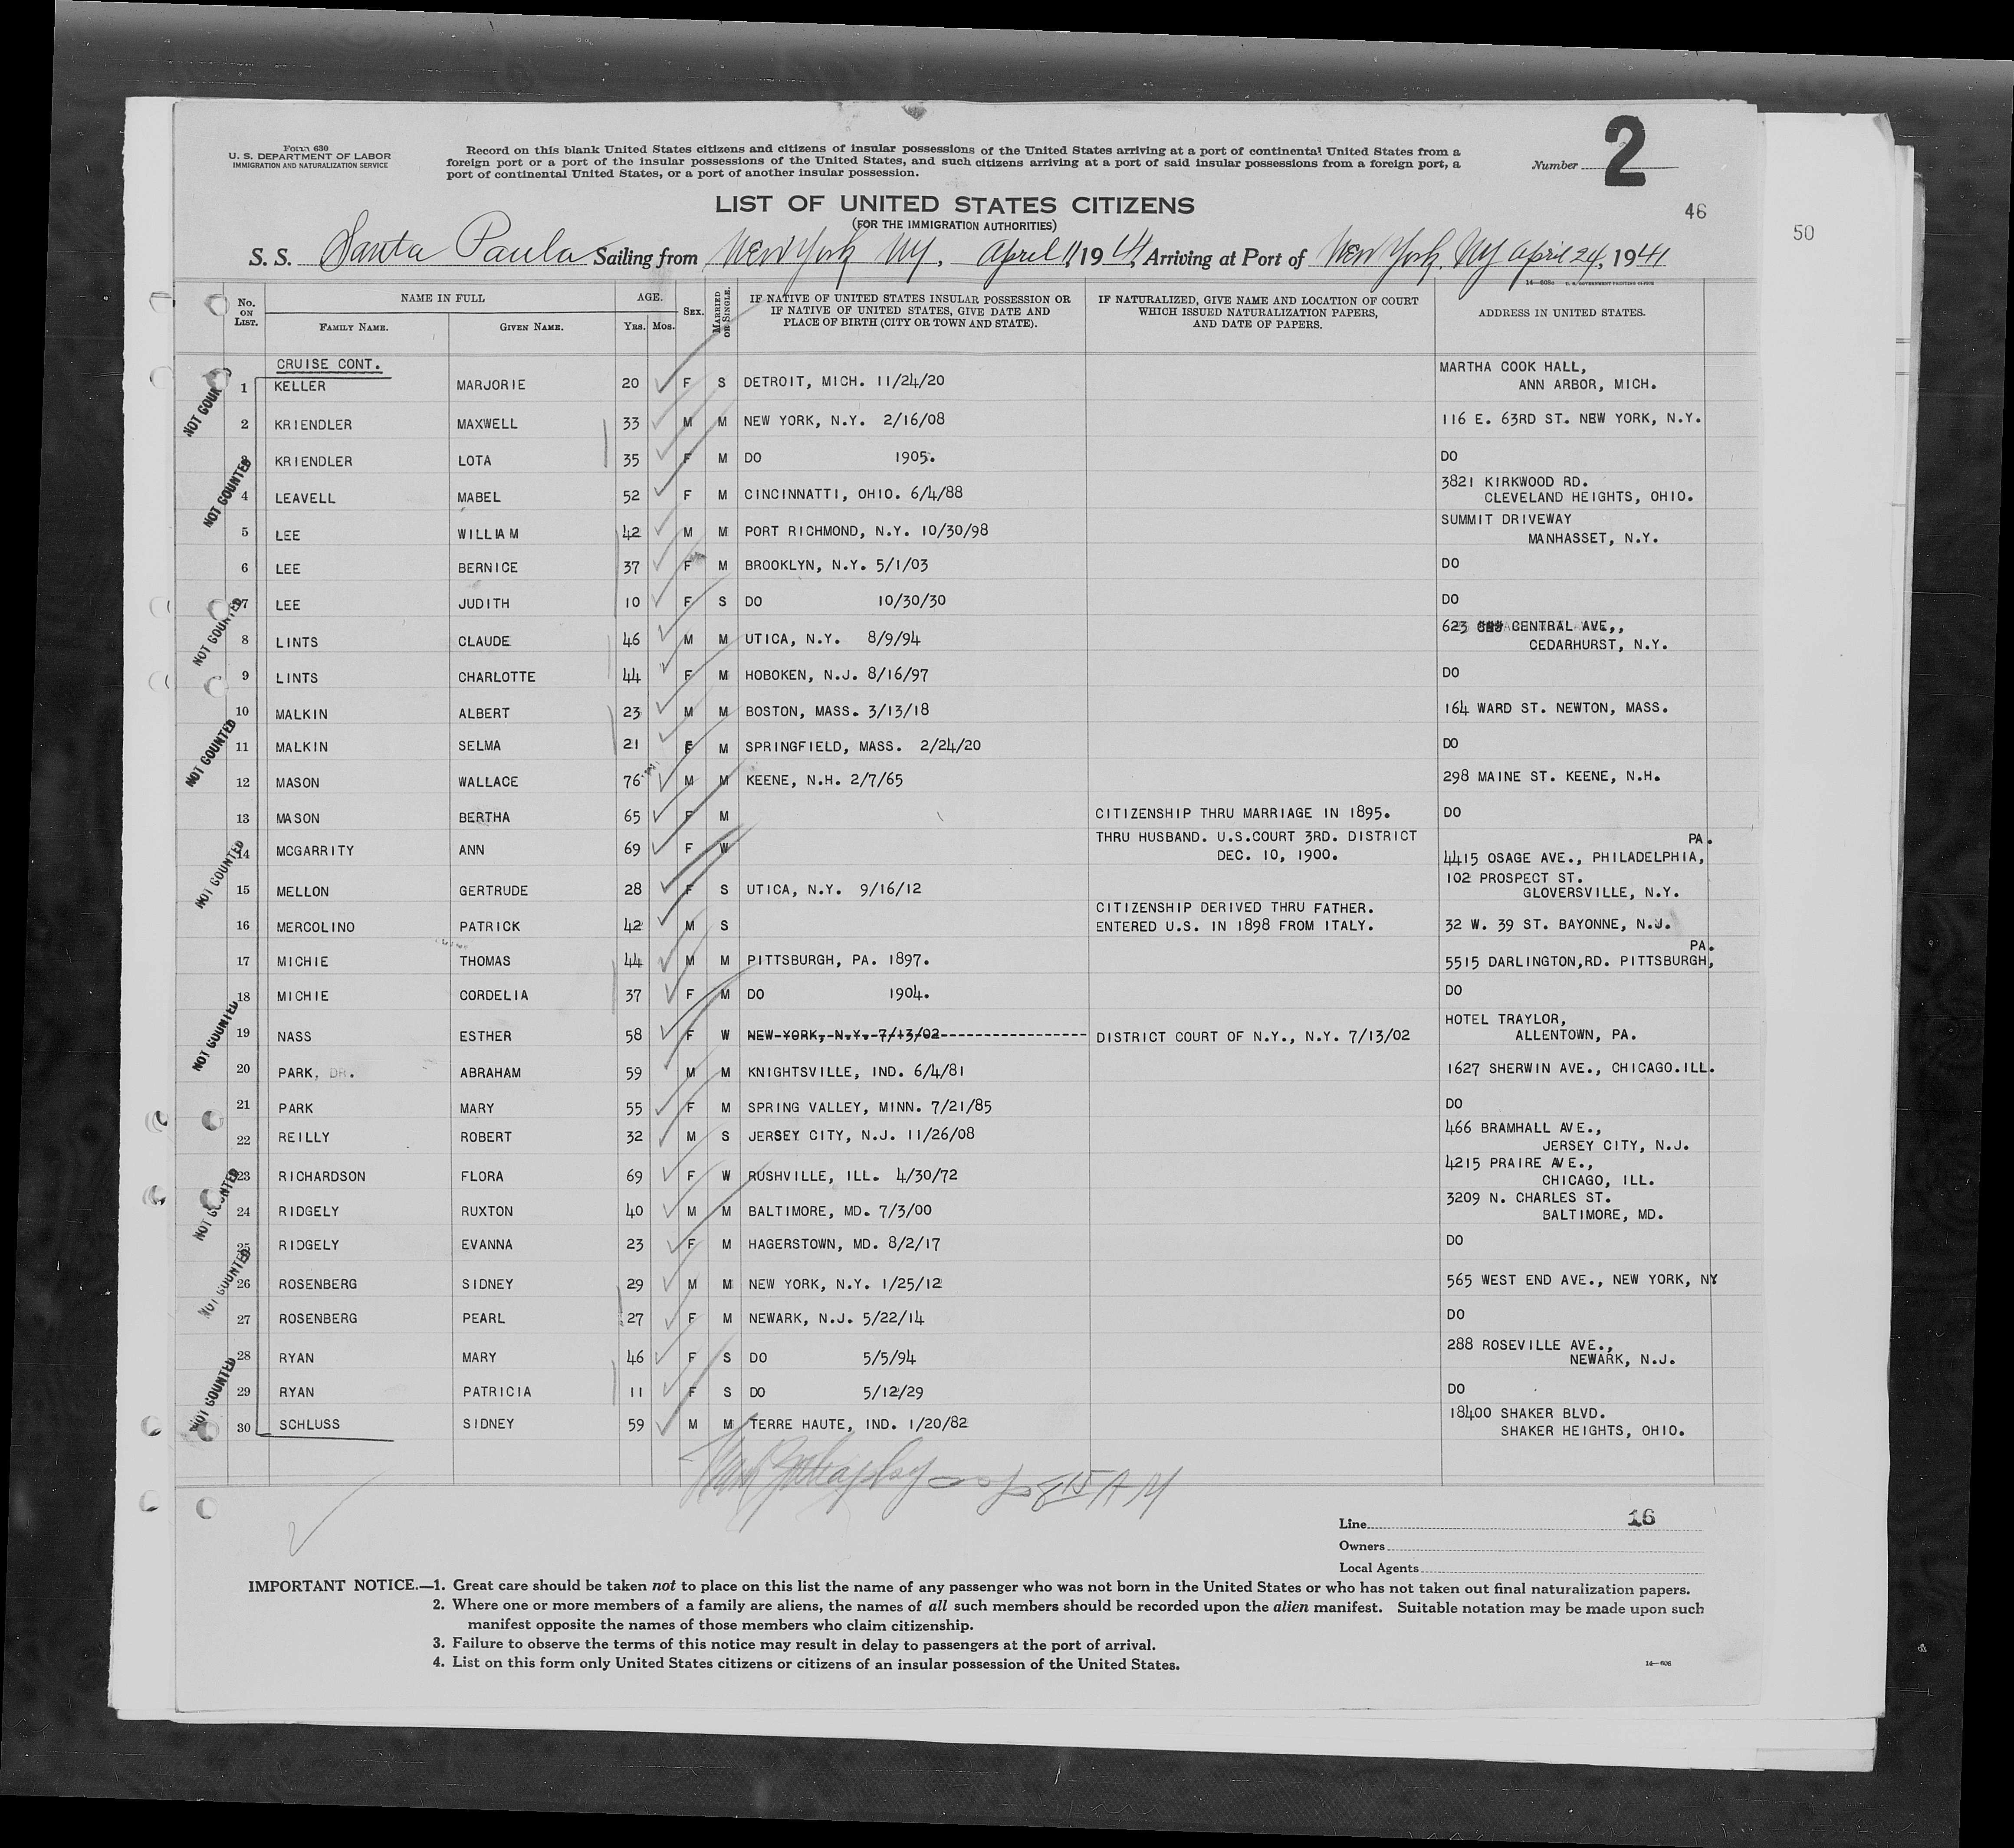 Form 630
U. S. DEPARTMENT OF LABOR
IMMIGRATION AND NATURALIZATION SERVICE
Record on this blank United States citizens and citizens of insular possessions of the United States arriving at a port of continental United States from a
foreign port or a port of the insular possessions of the United States, and such citizens arriving at a port of said insular possessions from a foreign port, a
port of continental United States, or a port of another insular possession.
Number 2
46
50
LIST OF UNITED STATES CITIZENS
(FOR THE IMMIGRATION AUTHORITIES)
S. S. Santa Paula Sailing from New York NY. April 11, 1941, Arriving at Port of New York, NY April 24, 1941
14—608a U. S. GOVERNMENT PRINTING OFFICE
No. ON LIST. NAME IN FULL FAMILY NAME. GIVEN NAME. AGE. YRS. MOS. SEX. MARRIED OR SINGLE. IF NATIVE OF UNITED STATES INSULAR POSSESSION OR IF NATIVE OF UNITED STATES, GIVE DATE AND PLACE OF BIRTH (CITY OR TOWN AND STATE). IF NATURALIZED, GIVE NAME AND LOCATION OF COURT WHICH ISSUED NATURALIZATION PAPERS, AND DATE OF PAPERS. ADDRESS IN UNITED STATES.
CRUISE CONT.
1 KELLER MARJORIE 20 F S DETROIT, MICH. 11/24/20 MARTHA COOK HALL,
ANN ARBOR, MICH.
2 KRIENDLER MAXWELL 33 M M NEW YORK, N.Y. 2/16/08 116 E. 63RD ST. NEW YORK, N.Y.
3 KRIENDLER LOTA 35 F M DO 1905. DO
4 LEAVELL MABEL 52 F M CINCINNATTI, OHIO. 6/4/88 3821 KIRKWOOD RD.
CLEVELAND HEIGHTS, OHIO.
5 LEE WILLIAM 42 M M PORT RICHMOND, N.Y. 10/30/98 SUMMIT DRIVEWAY
MANHASSET, N.Y.
6 LEE BERNICE 37 F M BROOKLYN, N.Y. 5/1/03 DO
7 LEE JUDITH 10 F S DO 10/30/30 DO
8 LINTS CLAUDE 46 M M UTICA, N.Y. 8/9/94 623 CENTRAL AVE,,
CEDARHURST, N.Y.
9 LINTS CHARLOTTE 44 F M HOBOKEN, N.J. 8/16/97 DO
10 MALKIN ALBERT 23 M M BOSTON, MASS. 3/13/18 164 WARD ST. NEWTON, MASS.
11 MALKIN SELMA 21 F M SPRINGFIELD, MASS. 2/24/20 DO
12 MASON WALLACE 76 M M KEENE, N.H. 2/7/65 298 MAINE ST. KEENE, N.H.
13 MASON BERTHA 65 F M CITIZENSHIP THRU MARRIAGE IN 1895. DO
14 MCGARRITY ANN 69 F W THRU HUSBAND. U.S.COURT 3RD. DISTRICT
DEC. 10, 1900. 4415 OSAGE AVE., PHILADELPHIA, PA.
15 MELLON GERTRUDE 28 F S UTICA, N.Y. 9/16/12 102 PROSPECT ST.
GLOVERSVILLE, N.Y.
16 MERCOLINO PATRICK 42 M S CITIZENSHIP DERIVED THRU FATHER.
ENTERED U.S. IN 1898 FROM ITALY. 32 W. 39 ST. BAYONNE, N.J.
17 MICHIE THOMAS 44 M M PITTSBURGH, PA. 1897. 5515 DARLINGTON,RD. PITTSBURGH, PA.
18 MICHIE CORDELIA 37 F M DO 1904. DO
19 NASS ESTHER 58 F W NEW YORK, N.Y. 7/13/02 DISTRICT COURT OF N.Y., N.Y. 7/13/02 HOTEL TRAYLOR,
ALLENTOWN, PA.
20 PARK, DR. ABRAHAM 59 M M KNIGHTSVILLE, IND. 6/4/81 1627 SHERWIN AVE., CHICAGO.ILL.
21 PARK MARY 55 F M SPRING VALLEY, MINN. 7/21/85 DO
22 REILLY ROBERT 32 M S JERSEY CITY, N.J. 11/26/08 466 BRAMHALL AVE.,
JERSEY CITY, N.J.
23 RICHARDSON FLORA 69 F W RUSHVILLE, ILL. 4/30/72 4215 PRAIRE AVE.,
CHICAGO, ILL.
24 RIDGELY RUXTON 40 M M BALTIMORE, MD. 7/3/00 3209 N. CHARLES ST.
BALTIMORE, MD.
25 RIDGELY EVANNA 23 F M HAGERSTOWN, MD. 8/2/17 DO
26 ROSENBERG SIDNEY 29 M M NEW YORK, N.Y. 1/25/12 565 WEST END AVE., NEW YORK, NY
27 ROSENBERG PEARL 27 F M NEWARK, N.J. 5/22/14 DO
28 RYAN MARY 46 F S DO 5/5/94 288 ROSEVILLE AVE.,
NEWARK, N.J.
29 RYAN PATRICIA 11 F S DO 5/12/29 DO
30 SCHLUSS SIDNEY 59 M M TERRE HAUTE, IND. 1/20/82 18400 SHAKER BLVD.
SHAKER HEIGHTS, OHIO.
NOT COUNTED
NOT COUNTED
NOT COUNTED
NOT COUNTED
NOT COUNTED
NOT COUNTED
NOT COUNTED
NOT COUNTED
NOT COUNTED
815 AM
Line 16
Owners
Local Agents
IMPORTANT NOTICE.—1. Great care should be taken not to place on this list the name of any passenger who was not born in the United States or who has not taken out final naturalization papers.
2. Where one or more members of a family are aliens, the names of all such members should be recorded upon the alien manifest. Suitable notation may be made upon such
manifest opposite the names of those members who claim citizenship.
3. Failure to observe the terms of this notice may result in delay to passengers at the port of arrival.
4. List on this form only United States citizens or citizens of an insular possession of the United States.
14—608